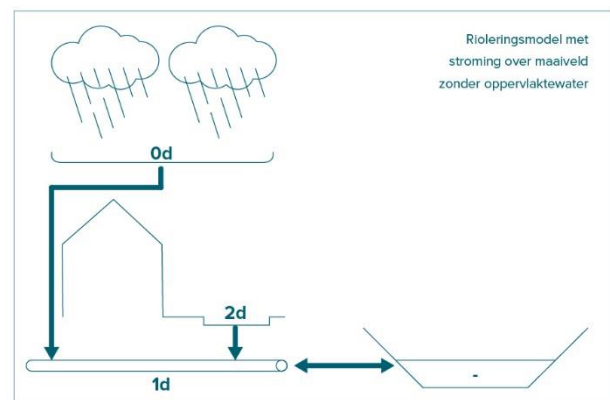 Rioleringsmodel met
stroming over maaiveld
zonder oppervlaktewater
0d
2d
1d
-